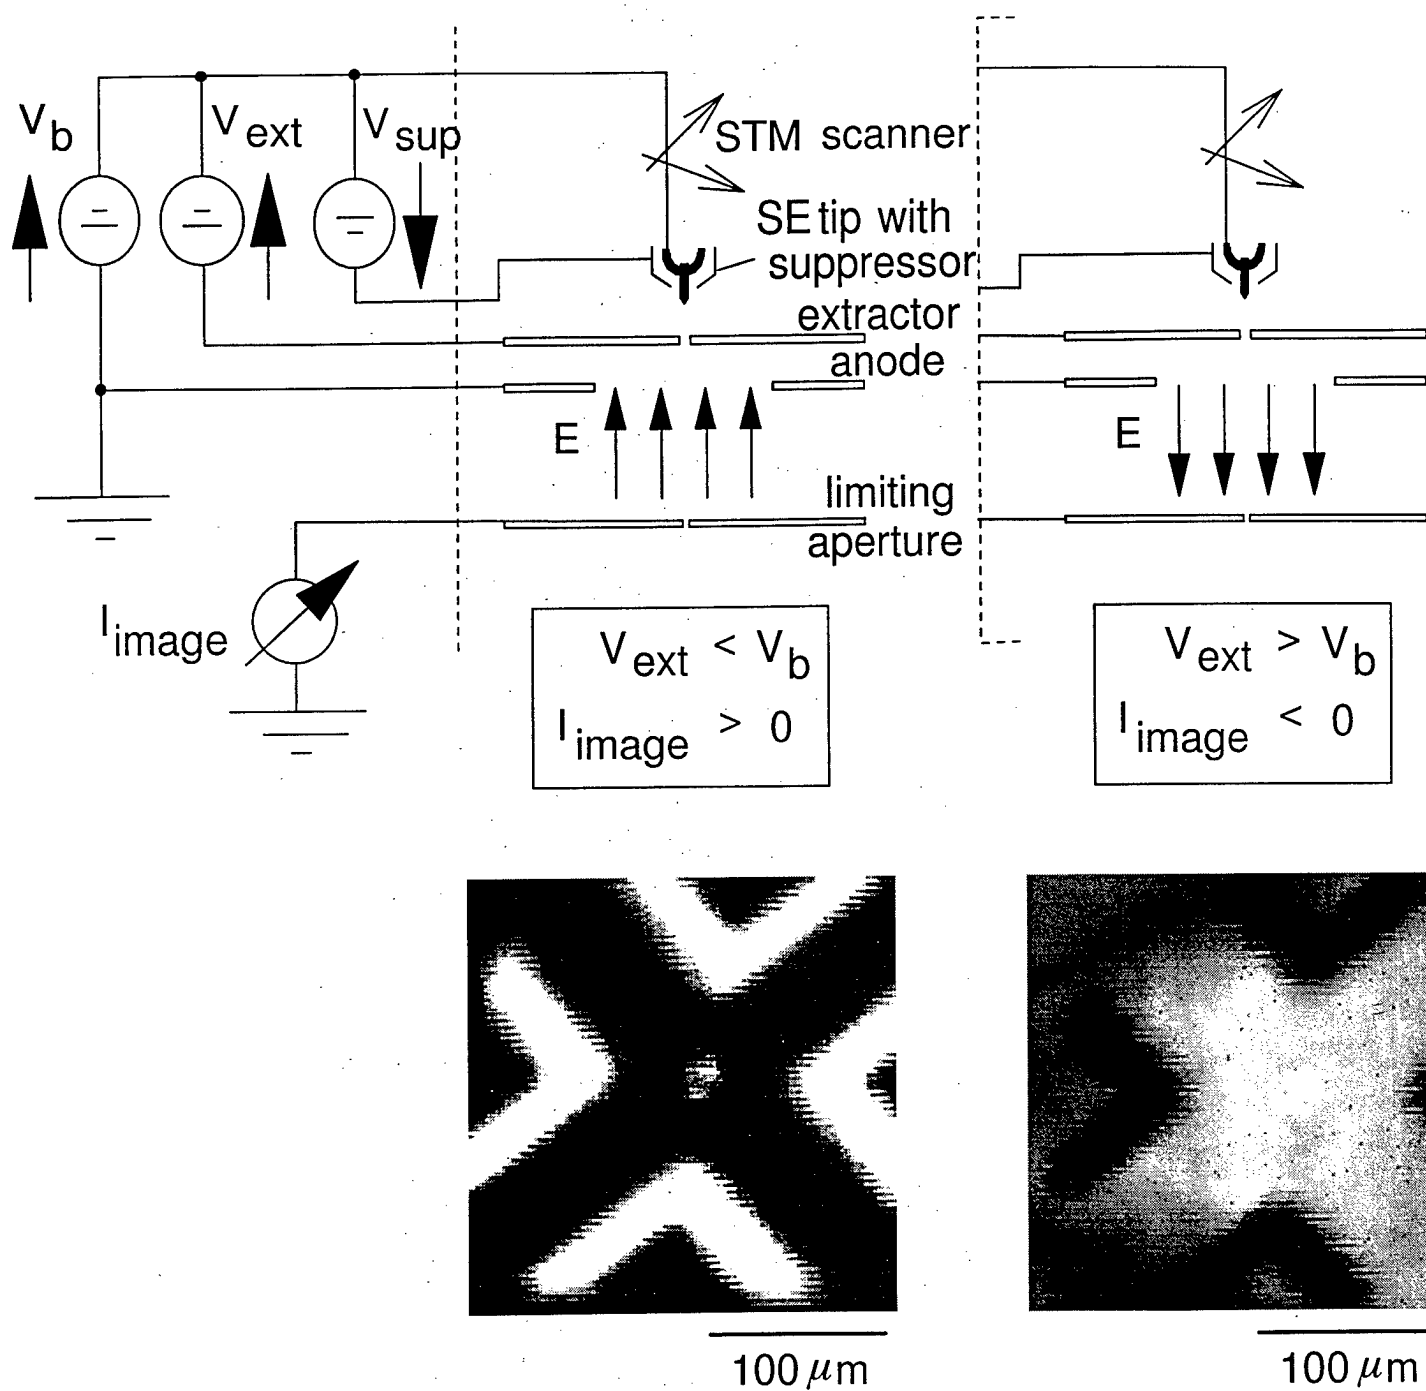 V_b V_ext V_sup
STM scanner
SE tip with
suppressor
extractor
anode
E
E
limiting
aperture
I_image
V_ext < V_b
I_image > 0
V_ext > V_b
I_image < 0
100 μm
100 μm